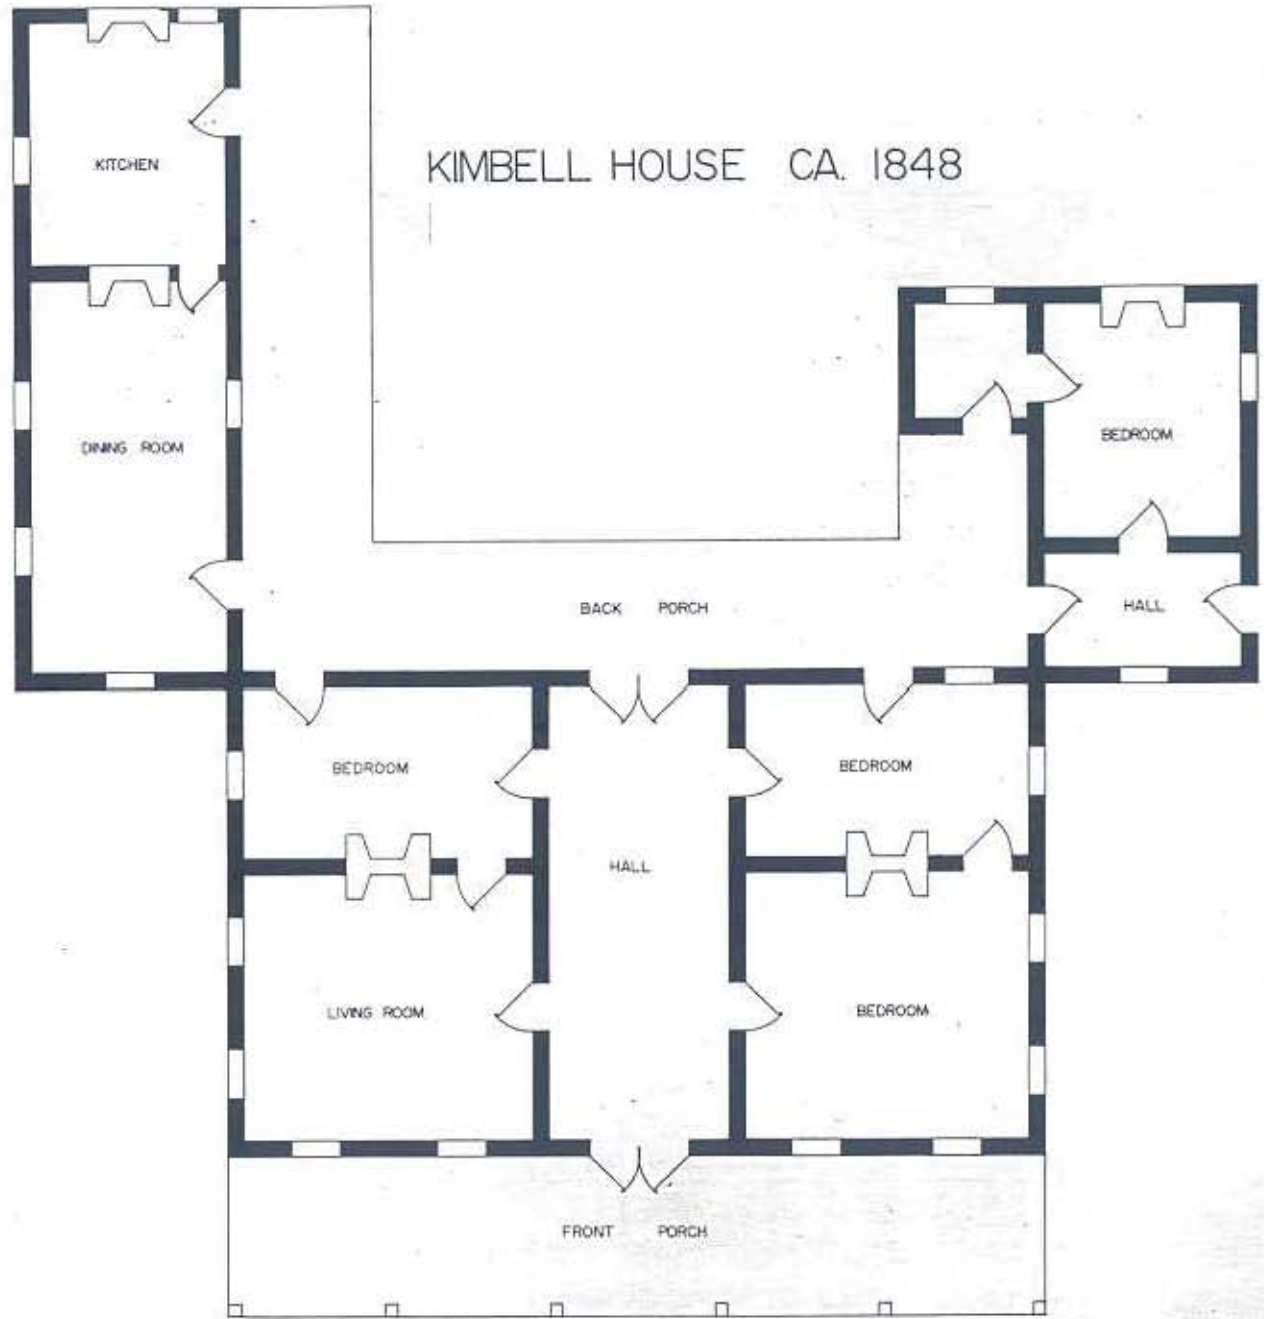 KIMBELL HOUSE CA. 1848
KITCHEN
DINING ROOM
BEDROOM
HALL
BACK PORCH
BEDROOM
BEDROOM
HALL
LIVING ROOM
BEDROOM
FRONT PORCH